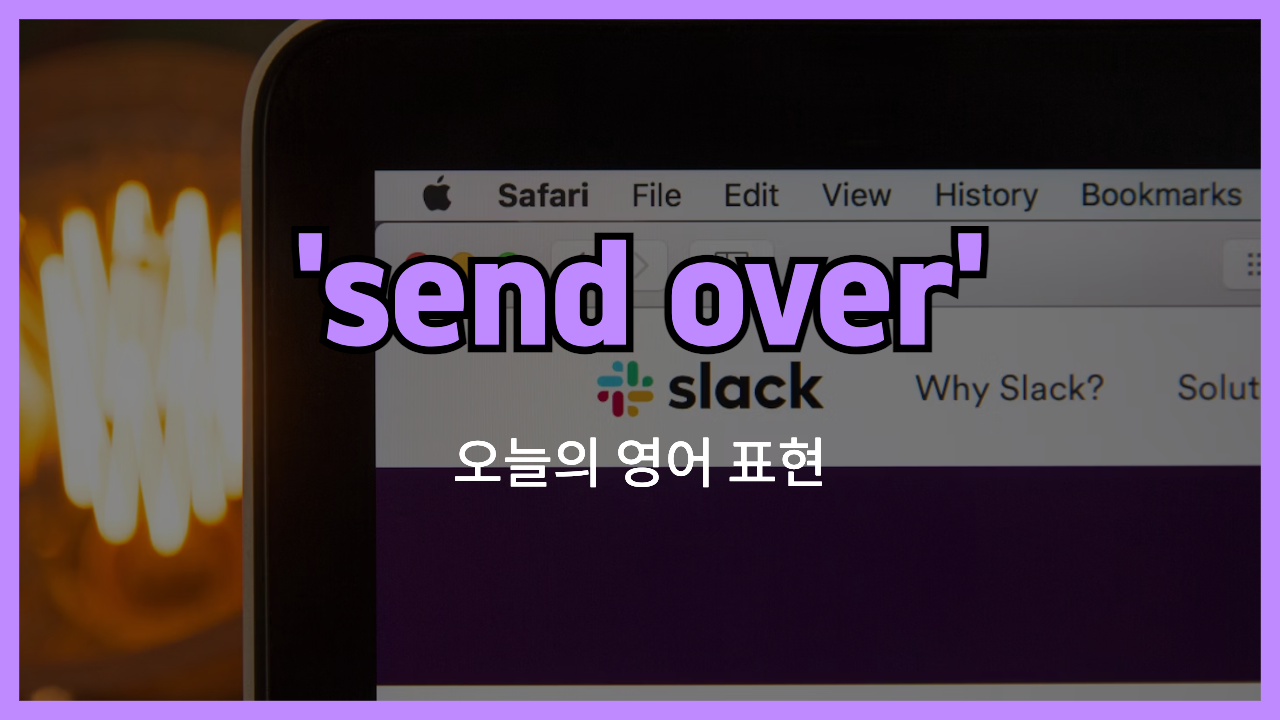 Safari File Edit View History Bookmarks
'send over'
slack Why Slack? Solut
오늘의 영어 표현